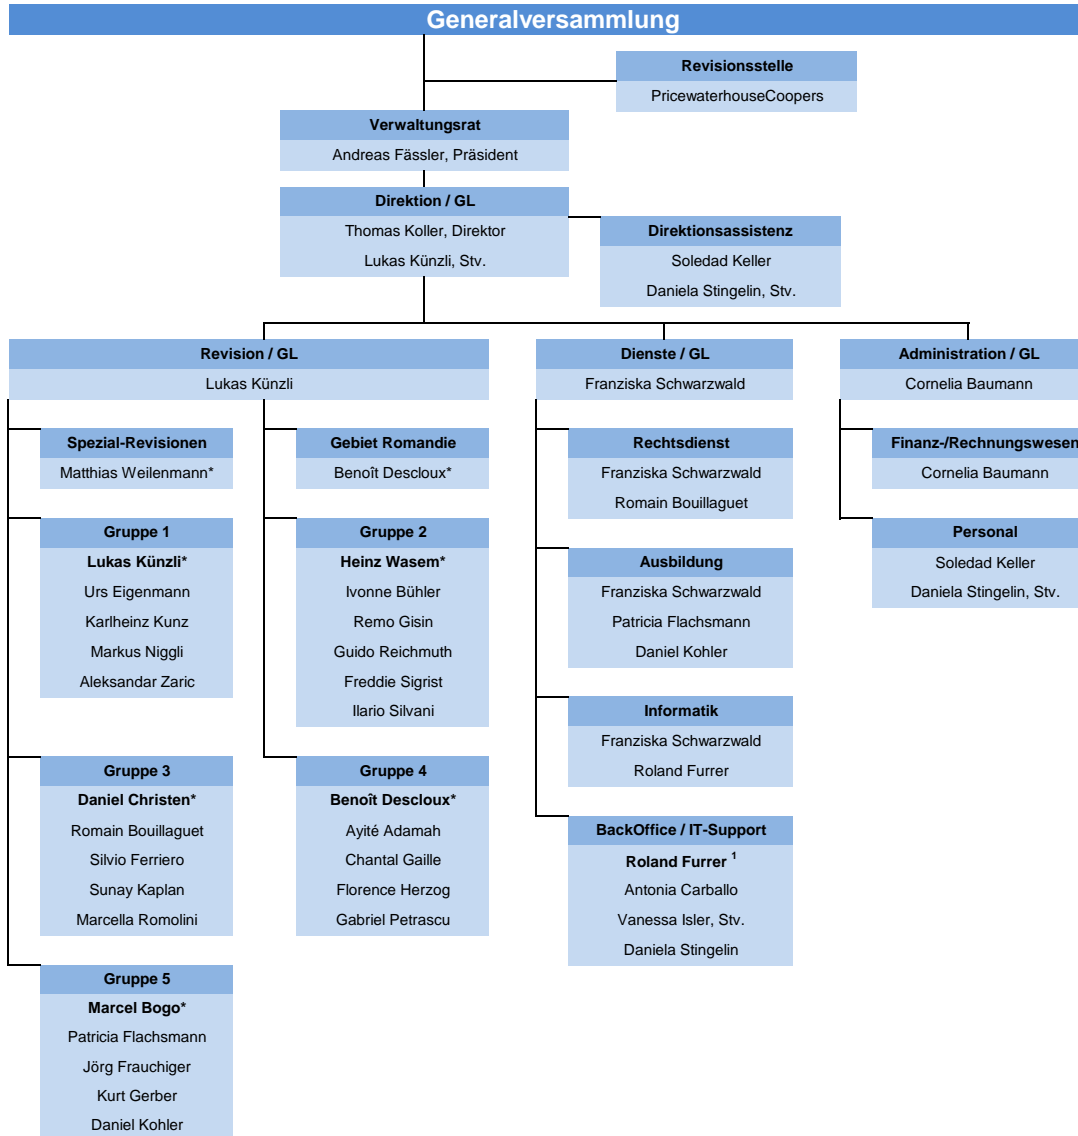 Generalversammlung
Revisionsstelle
PricewaterhouseCoopers
Verwaltungsrat
Andreas Fässler, Präsident
Direktion / GL
Thomas Koller, Direktor
Lukas Künzli, Stv.
Direktionsassistenz
Soledad Keller
Daniela Stingelin, Stv.
Revision / GL
Lukas Künzli
Spezial-Revisionen
Matthias Weilenmann*
Gruppe 1
Lukas Künzli*
Urs Eigenmann
Karlheinz Kunz
Markus Niggli
Aleksandar Zaric
Gruppe 3
Daniel Christen*
Romain Bouillaguet
Silvio Ferriero
Sunay Kaplan
Marcella Romolini
Gruppe 5
Marcel Bogo*
Patricia Flachsmann
Jörg Frauchiger
Kurt Gerber
Daniel Kohler
Gebiet Romandie
Benoît Descloux*
Gruppe 2
Heinz Wasem*
Ivonne Bühler
Remo Gisin
Guido Reichmuth
Freddie Sigrist
Ilario Silvani
Gruppe 4
Benoît Descloux*
Ayité Adamah
Chantal Gaille
Florence Herzog
Gabriel Petrascu
Dienste / GL
Franziska Schwarzwald
Rechtsdienst
Franziska Schwarzwald
Romain Bouillaguet
Ausbildung
Franziska Schwarzwald
Patricia Flachsmann
Daniel Kohler
Informatik
Franziska Schwarzwald
Roland Furrer
BackOffice / IT-Support
Roland Furrer ¹
Antonia Carballo
Vanessa Isler, Stv.
Daniela Stingelin
Administration / GL
Cornelia Baumann
Finanz-/Rechnungswesen
Cornelia Baumann
Personal
Soledad Keller
Daniela Stingelin, Stv.